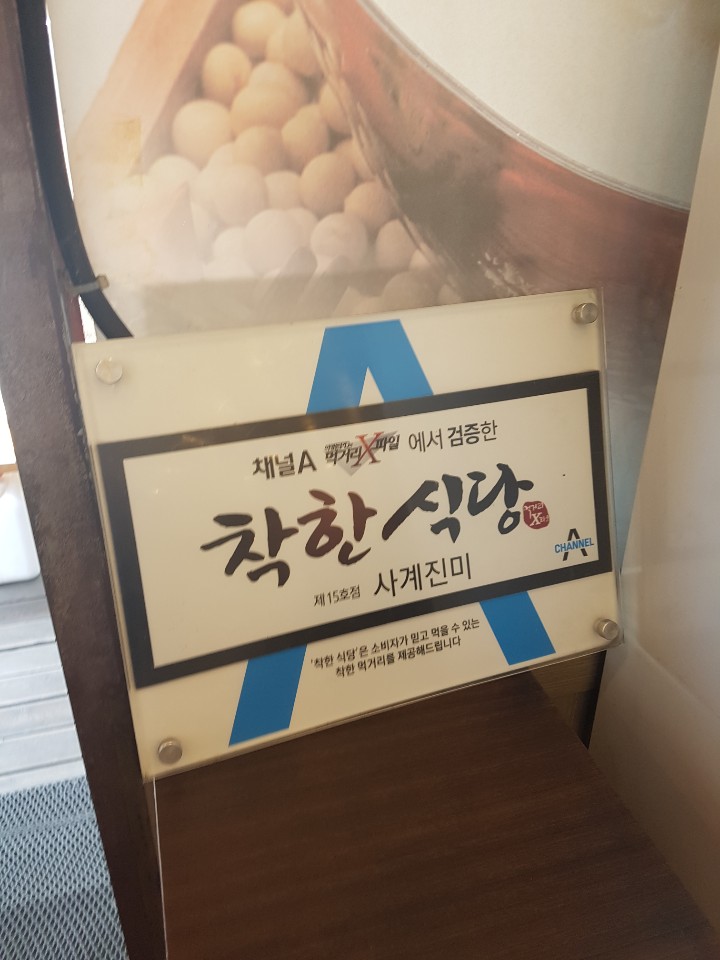 채널A 먹거리X파일 에서 검증한
착한 식당
제15호점 사계진미
CHANNEL A
'착한 식당'은 소비자가 믿고 먹을 수 있는
착한 먹거리를 제공해드립니다